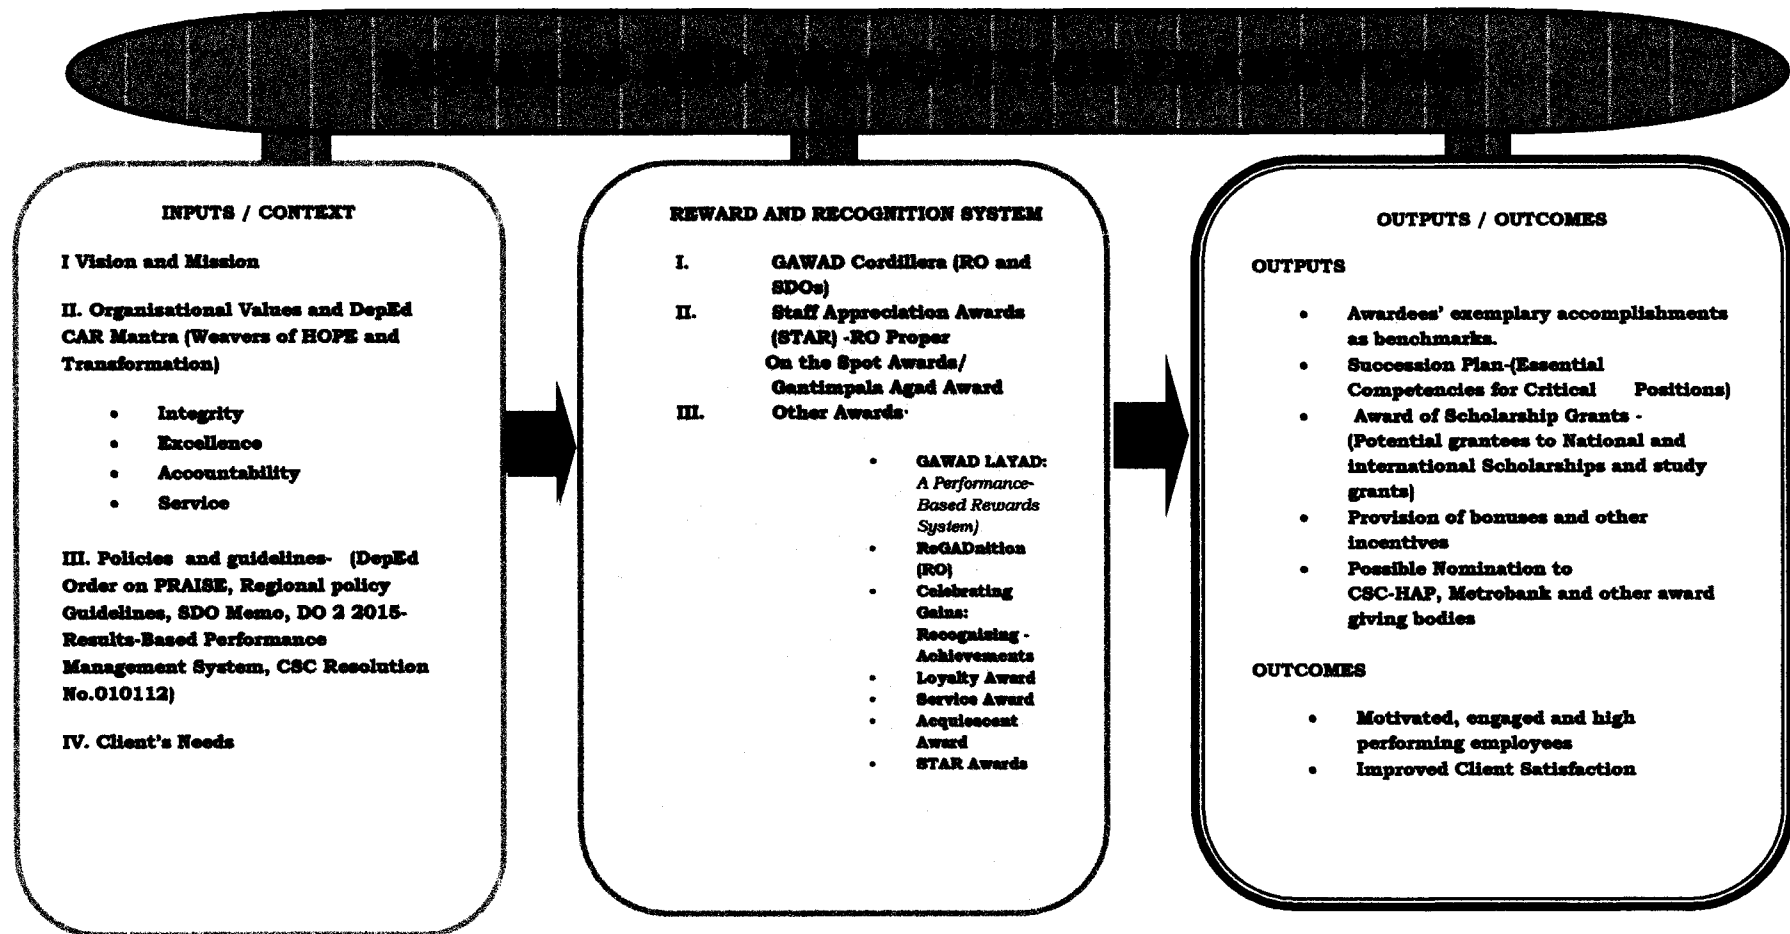 REWARDS AND RECOGNITION FRAMEWORK
INPUTS / CONTEXT
I Vision and Mission
II. Organisational Values and DepEd
CAR Mantra (Weavers of HOPE and
Transformation)
• Integrity
• Excellence
• Accountability
• Service
III. Policies and guidelines- (DepEd
Order on PRAISE, Regional policy
Guidelines, SDO Memo, DO 2 2015-
Results-Based Performance
Management System, CSC Resolution
No.010112)
IV. Client's Needs
REWARD AND RECOGNITION SYSTEM
I. GAWAD Cordillera (RO and
SDOs)
II. Staff Appreciation Awards
(STAR) -RO Proper
On the Spot Awards/
Gantimpala Agad Award
III. Other Awards·
• GAWAD LAYAD:
A Performance-
Based Rewards
System)
• ReGADnition
(RO)
• Celebrating
Gains:
Recognizing -
Achievements
• Loyalty Award
• Service Award
• Acquiescent
Award
• STAR Awards
OUTPUTS / OUTCOMES
OUTPUTS
• Awardees' exemplary accomplishments
as benchmarks.
• Succession Plan-(Essential
Competencies for Critical Positions)
• Award of Scholarship Grants -
(Potential grantees to National and
international Scholarships and study
grants)
• Provision of bonuses and other
incentives
• Possible Nomination to
CSC-HAP, Metrobank and other award
giving bodies
OUTCOMES
• Motivated, engaged and high
performing employees
• Improved Client Satisfaction